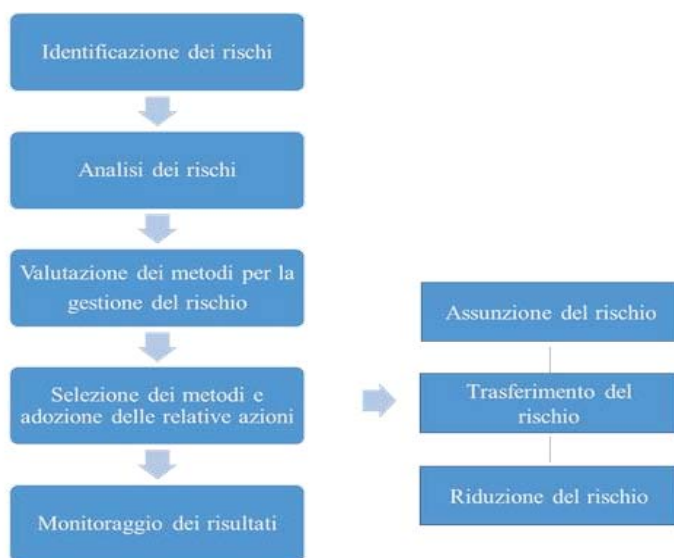 Identificazione dei rischi
Analisi dei rischi
Valutazione dei metodi per la
gestione del rischio
Selezione dei metodi e
adozione delle relative azioni
Monitoraggio dei risultati
Assunzione del rischio
Trasferimento del
rischio
Riduzione del rischio